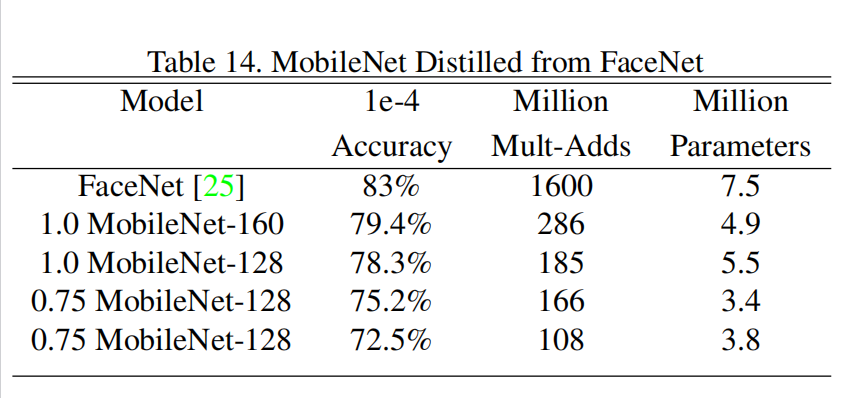 Table 14. MobileNet Distilled from FaceNet
Model 1e-4 Million Million
Accuracy Mult-Adds Parameters
FaceNet [25] 83% 1600 7.5
1.0 MobileNet-160 79.4% 286 4.9
1.0 MobileNet-128 78.3% 185 5.5
0.75 MobileNet-128 75.2% 166 3.4
0.75 MobileNet-128 72.5% 108 3.8